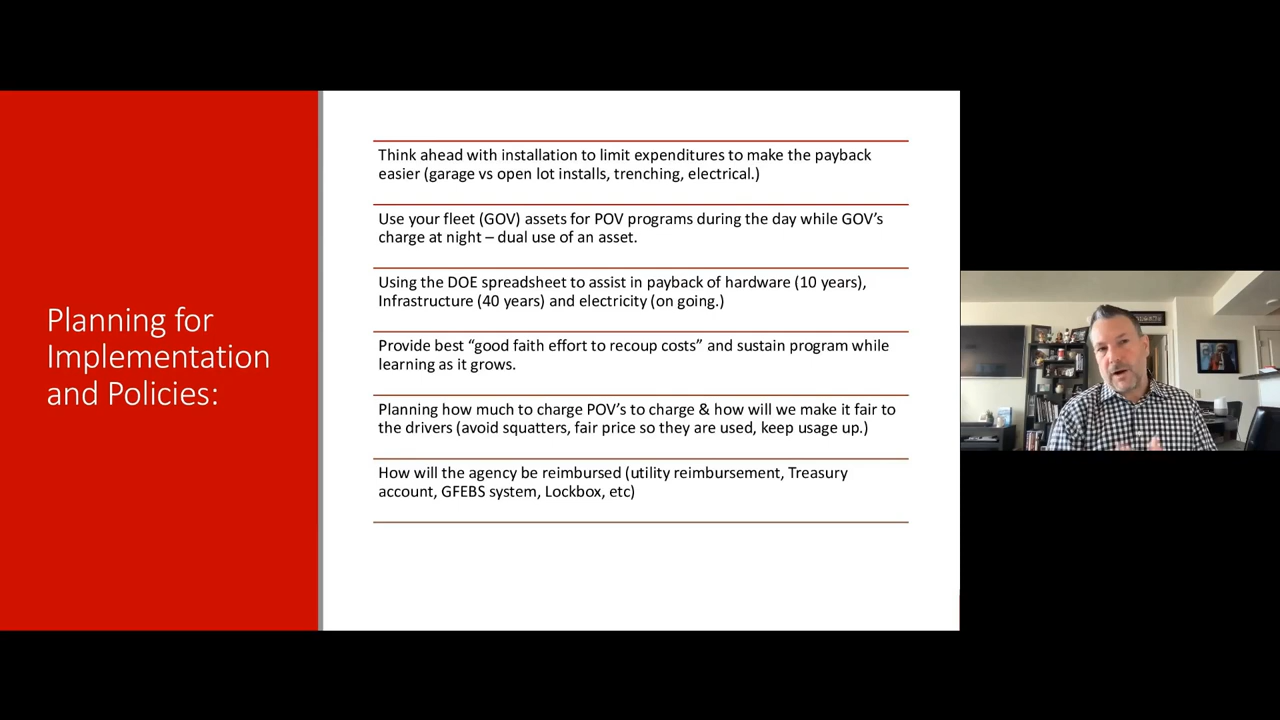 Planning for
Implementation
and Policies:
Think ahead with installation to limit expenditures to make the payback
easier (garage vs open lot installs, trenching, electrical.)
Use your fleet (GOV) assets for POV programs during the day while GOV’s
charge at night – dual use of an asset.
Using the DOE spreadsheet to assist in payback of hardware (10 years),
Infrastructure (40 years) and electricity (on going.)
Provide best “good faith effort to recoup costs” and sustain program while
learning as it grows.
Planning how much to charge POV’s to charge & how will we make it fair to
the drivers (avoid squatters, fair price so they are used, keep usage up.)
How will the agency be reimbursed (utility reimbursement, Treasury
account, GFEBS system, Lockbox, etc)